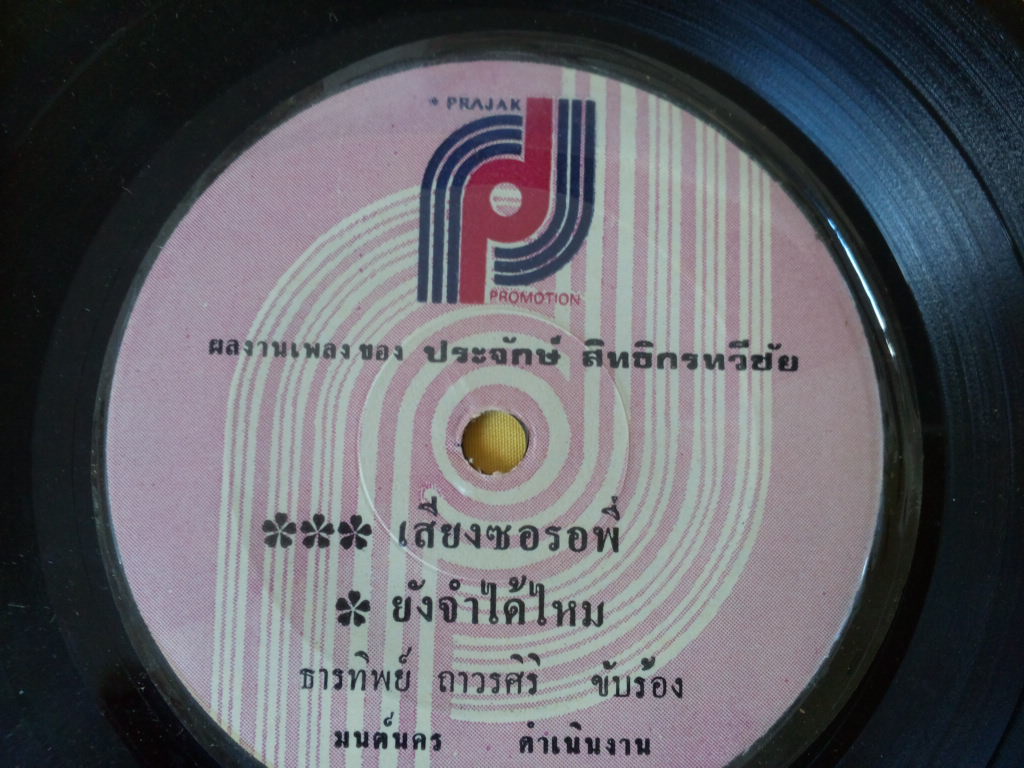 * PRAJAK
PROMOTION
ผลงานเพลงของ ประจักษ์ สิทธิกรทวีชัย
เสียงซอรอพี่
ยังจำได้ไหม
ธารทิพย์ ถาวรศิริ ขับร้อง
มนต์นคร ดำเนินงาน